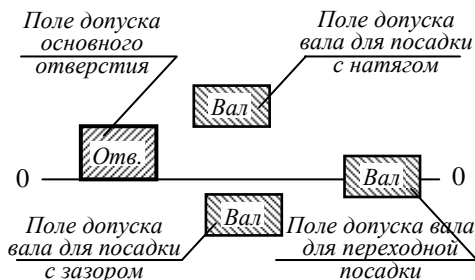 Поле допуска
основного
отверстия
Поле допуска
вала для посадки
с натягом
Вал
Отв.
0
Вал
0
Вал
Поле допуска
вала для посадки
с зазором
Поле допуска вала
для переходной
посадки